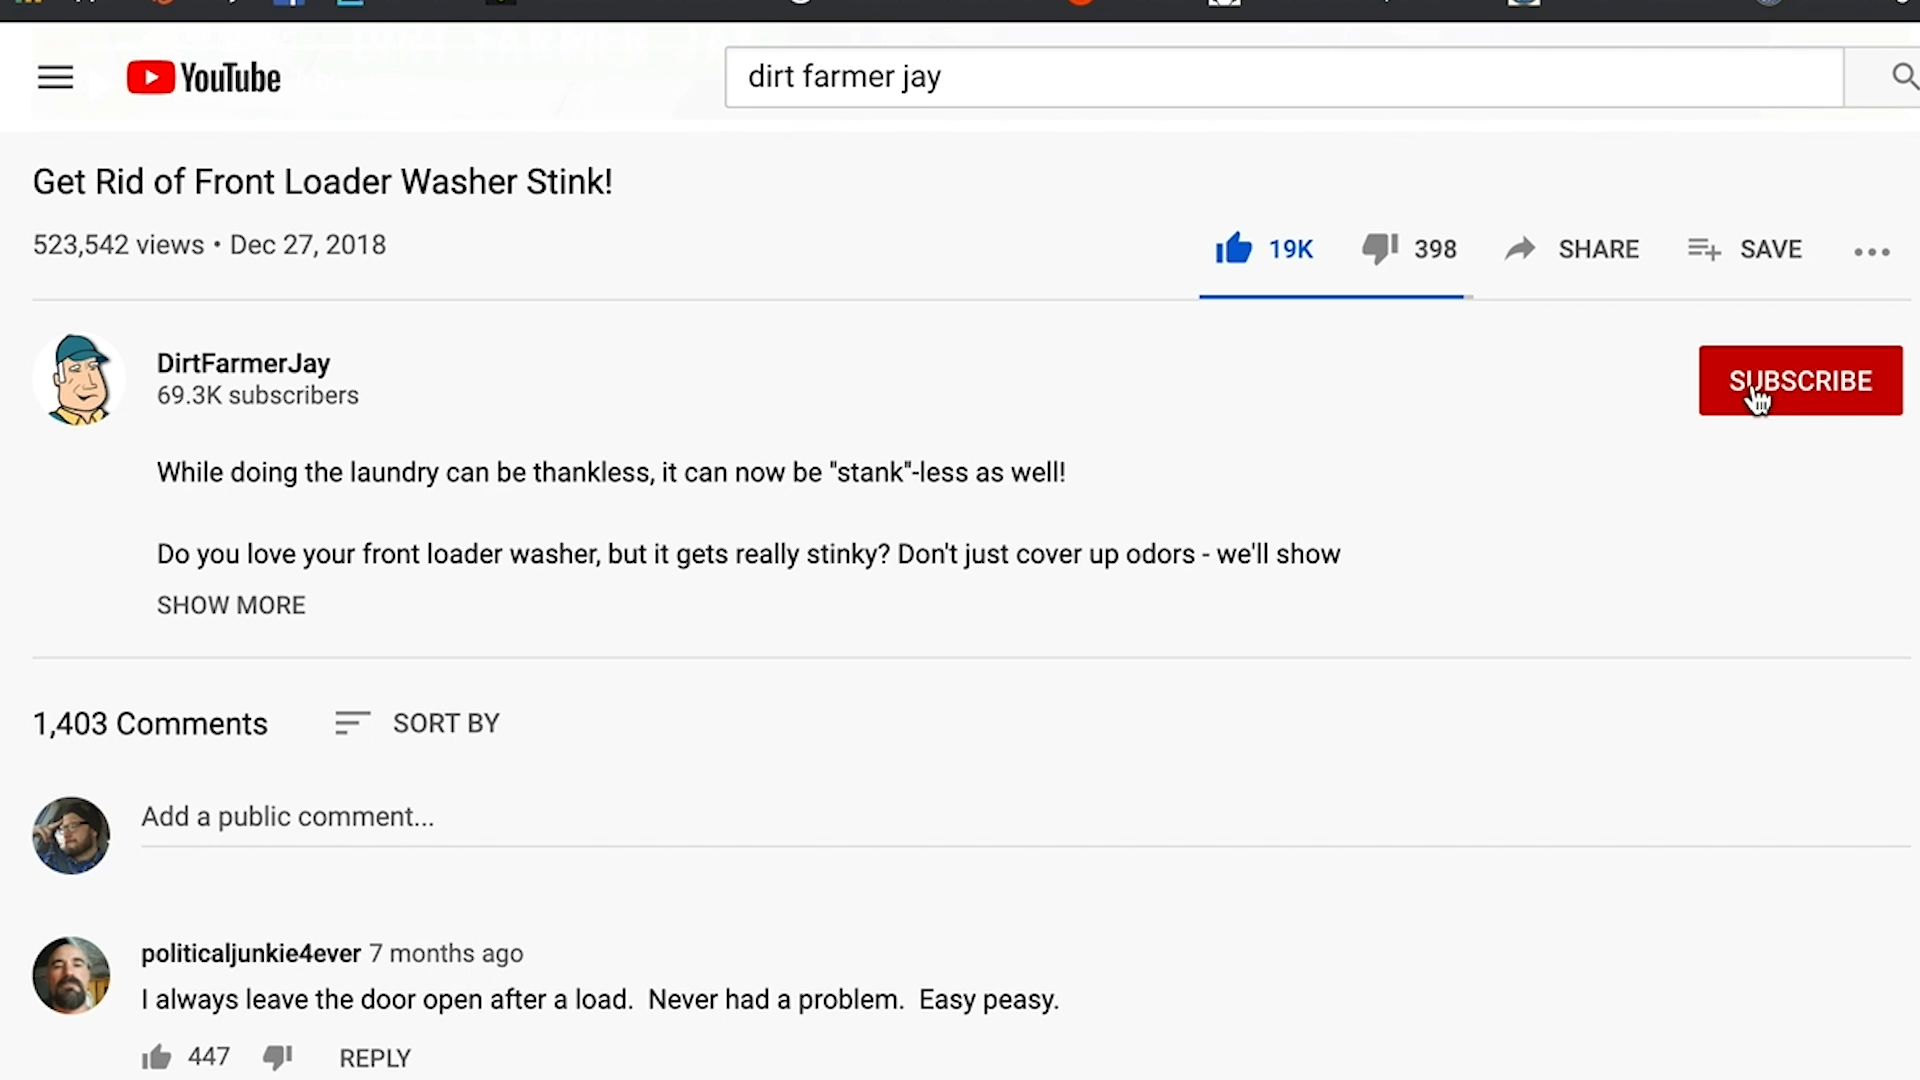 YouTube
dirt farmer jay
Get Rid of Front Loader Washer Stink!
523,542 views • Dec 27, 2018
19K 398 SHARE SAVE
DirtFarmerJay
69.3K subscribers
SUBSCRIBE
While doing the laundry can be thankless, it can now be "stank"-less as well!
Do you love your front loader washer, but it gets really stinky? Don't just cover up odors - we'll show
SHOW MORE
1,403 Comments SORT BY
Add a public comment...
politicaljunkie4ever 7 months ago
I always leave the door open after a load.  Never had a problem.  Easy peasy.
447 REPLY